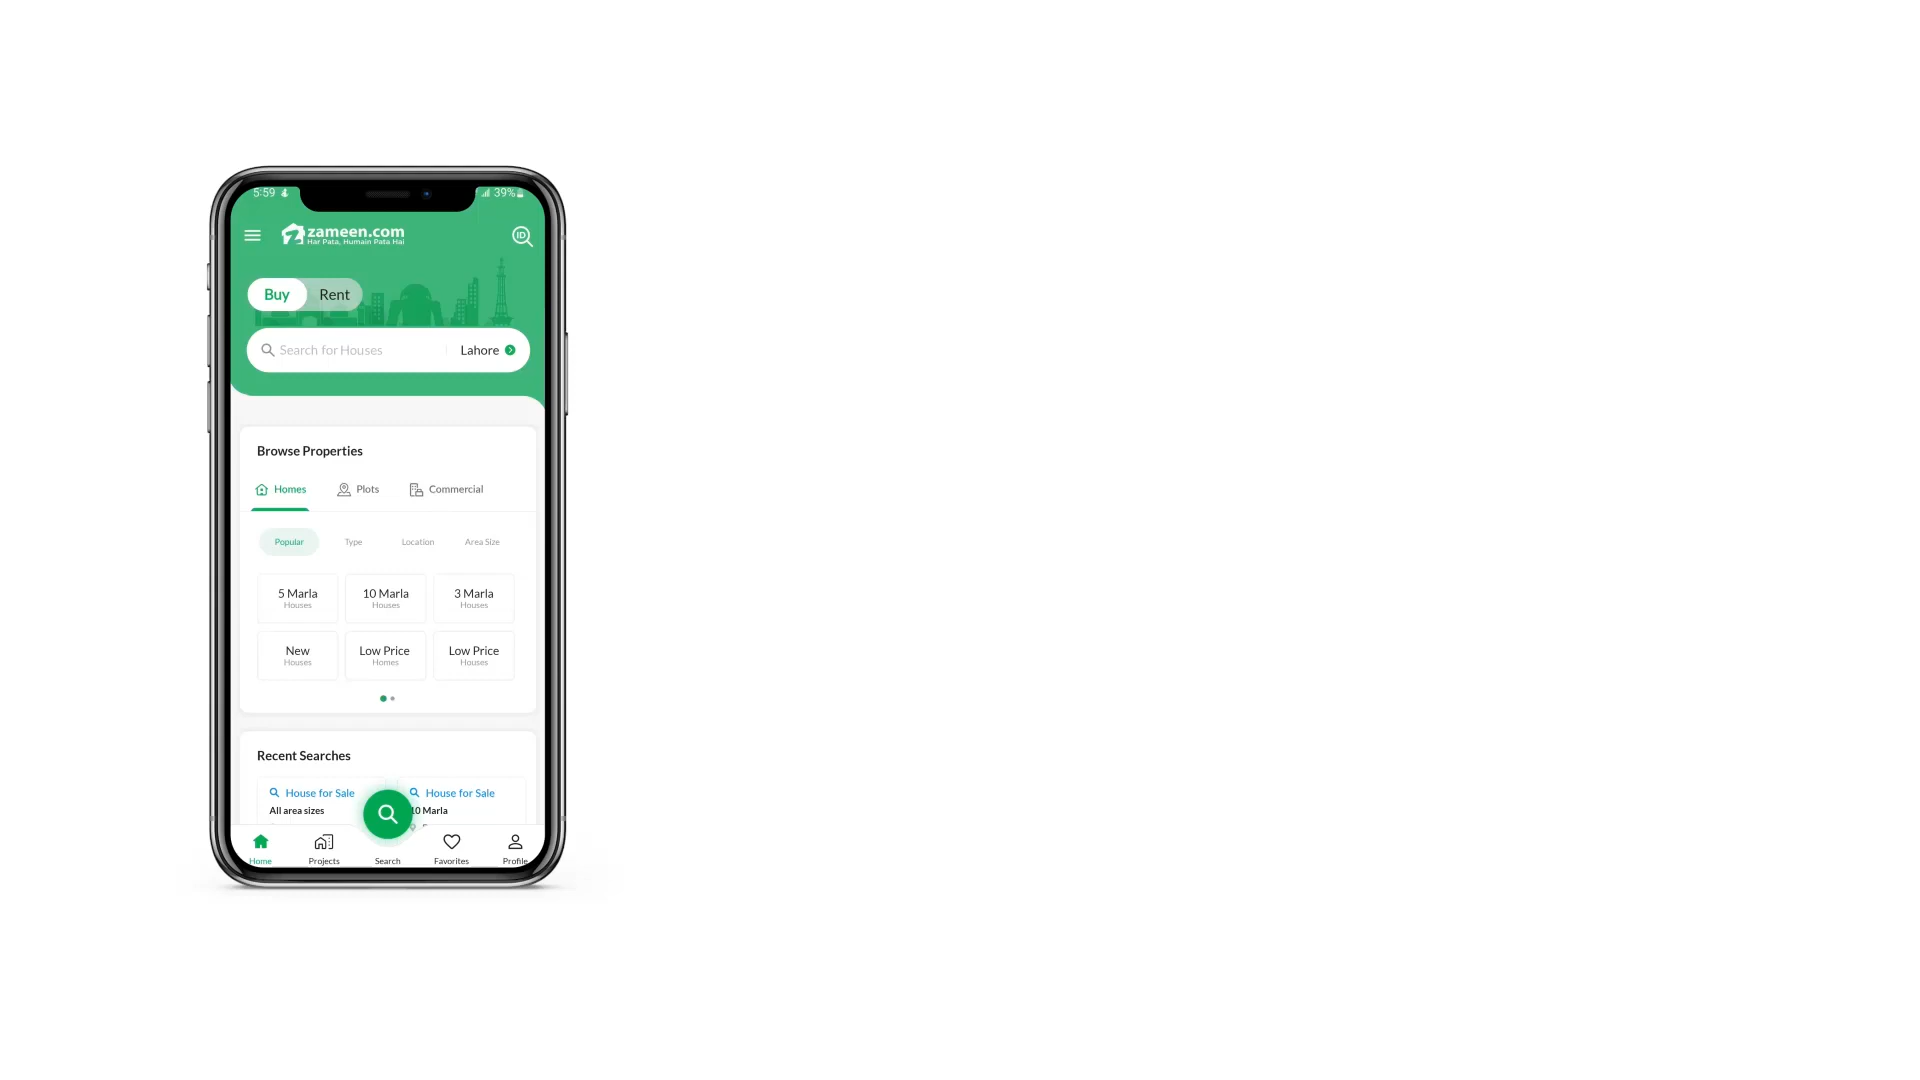 5:59 39%
zameen.com
Har Pata, Humain Pata Hai
ID
Buy Rent
Search for Houses Lahore
Browse Properties
Homes Plots Commercial
Popular Type Location Area Size
5 Marla 10 Marla 3 Marla
Houses Houses Houses
New Low Price Low Price
Houses Homes Houses
Recent Searches
House for Sale House for Sale
All area sizes 10 Marla
Home Projects Search Favorites Profile